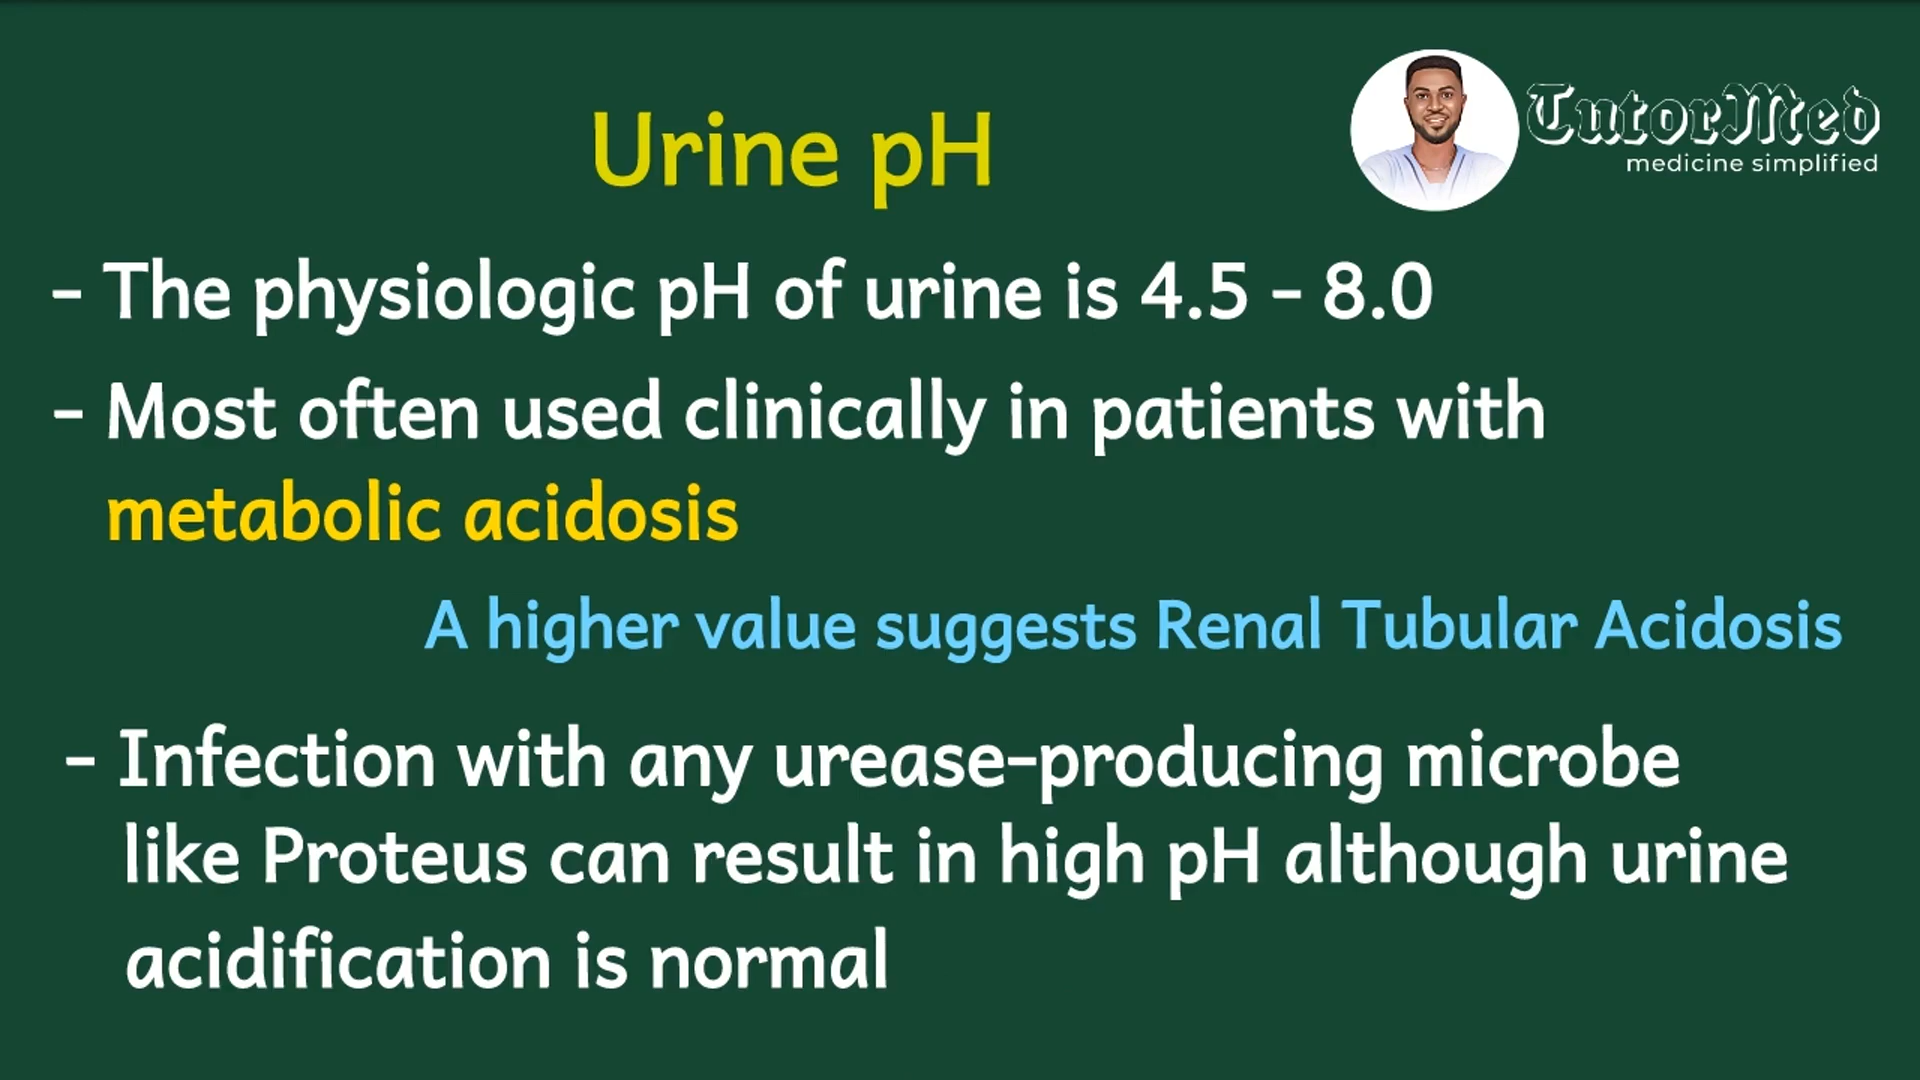 TutorMed
medicine simplified
Urine pH
- The physiologic pH of urine is 4.5 - 8.0
- Most often used clinically in patients with
metabolic acidosis
A higher value suggests Renal Tubular Acidosis
- Infection with any urease-producing microbe
like Proteus can result in high pH although urine
acidification is normal